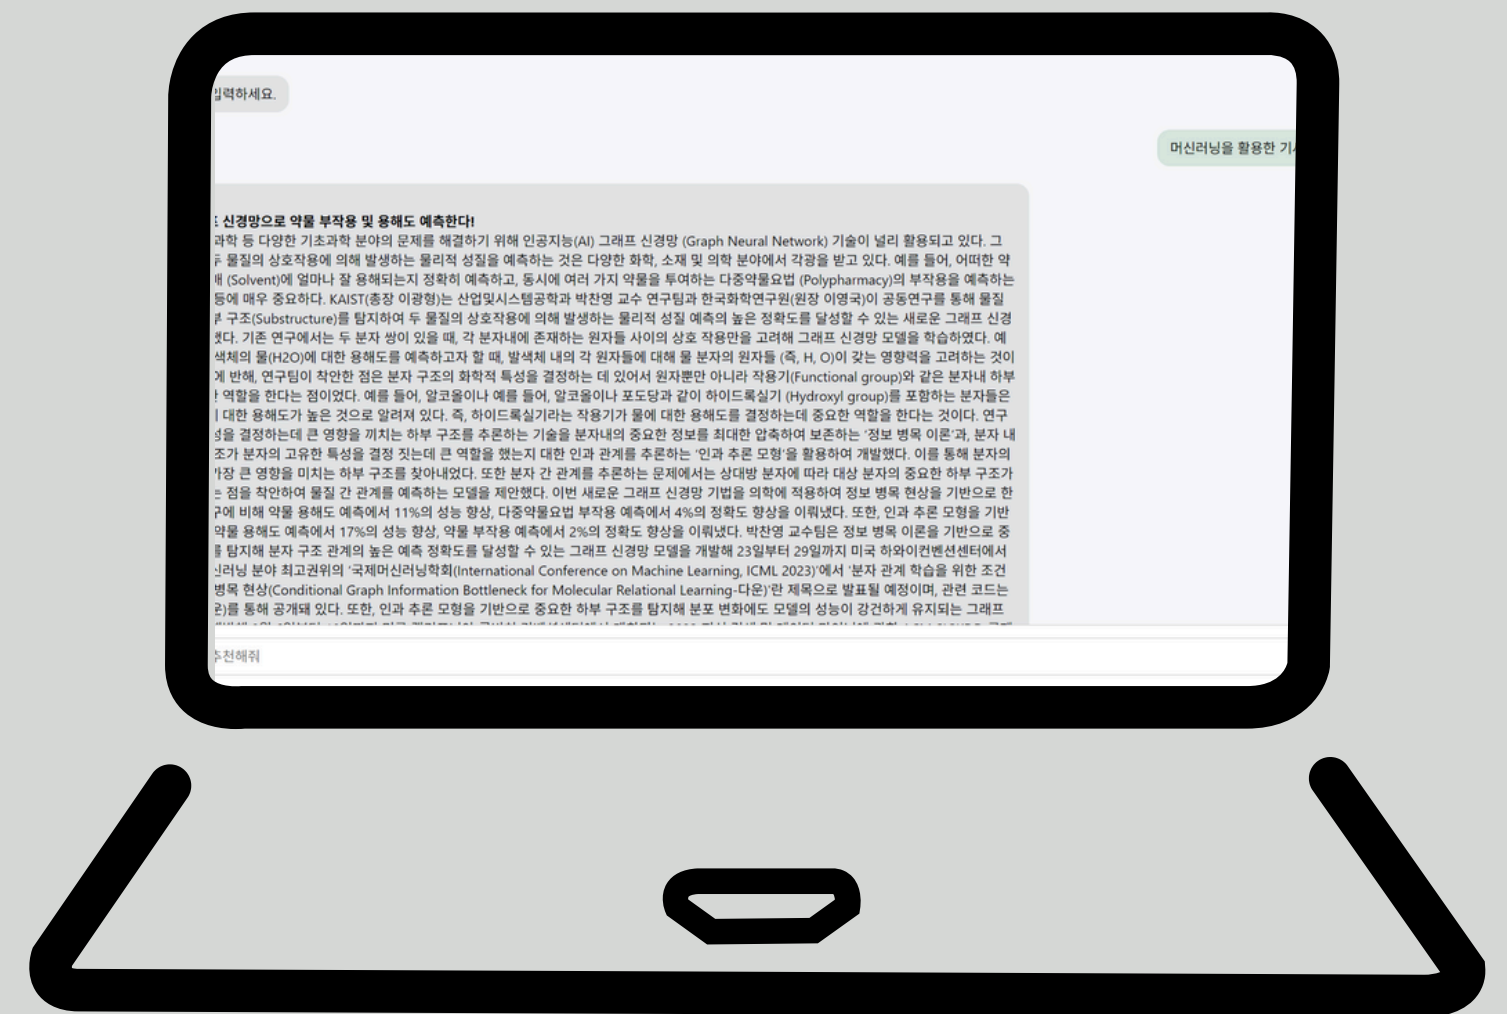 입력하세요.
머신러닝을 활용한
신경망으로 약물 부작용 및 용해도 예측한다!
과학 등 다양한 기초과학 분야의 문제를 해결하기 위해 인공지능(AI) 그래프 신경망 (Graph Neural Network) 기술이 널리 활용되고 있다. 그
물질의 상호작용에 의해 발생하는 물리적 성질을 예측하는 것은 다양한 화학, 소재 및 의학 분야에서 각광을 받고 있다. 예를 들어, 어떠한 약
(Solvent)에 얼마나 잘 용해되는지 정확히 예측하고, 동시에 여러 가지 약물을 투여하는 다중약물요법 (Polypharmacy)의 부작용을 예측하는
등에 매우 중요하다. KAIST(총장 이광형)는 산업및시스템공학과 박찬영 교수 연구팀과 한국화학연구원(원장 이영국)이 공동연구를 통해 물질
구조(Substructure)를 탐지하여 두 물질의 상호작용에 의해 발생하는 물리적 성질 예측의 높은 정확도를 달성할 수 있는 새로운 그래프 신경
했다. 기존 연구에서는 두 분자 쌍이 있을 때, 각 분자내에 존재하는 원자들 사이의 상호 작용만을 고려해 그래프 신경망 모델을 학습하였다. 예
색체의 물(H2O)에 대한 용해도를 예측하고자 할 때, 발색체 내의 각 원자들에 대해 물 분자의 원자들 (즉, H, O)이 갖는 영향력을 고려하는 것이
에 반해, 연구팀이 착안한 점은 분자 구조의 화학적 특성을 결정하는 데 있어서 원자뿐만 아니라 작용기(Functional group)와 같은 분자내 하부
역할을 한다는 점이었다. 예를 들어, 알코올이나 예를 들어, 알코올이나 포도당과 같이 하이드록실기 (Hydroxyl group)를 포함하는 분자들은
대한 용해도가 높은 것으로 알려져 있다. 즉, 하이드록실기라는 작용기가 물에 대한 용해도를 결정하는데 중요한 역할을 한다는 것이다. 연구
성을 결정하는데 큰 영향을 끼치는 하부 구조를 추론하는 기술을 분자내의 중요한 정보를 최대한 압축하여 보존하는 '정보 병목 이론'과, 분자 내
조가 분자의 고유한 특성을 결정 짓는데 큰 역할을 했는지 대한 인과 관계를 추론하는 '인과 추론 모형'을 활용하여 개발했다. 이를 통해 분자의
가장 큰 영향을 미치는 하부 구조를 찾아내었다. 또한 분자 간 관계를 추론하는 문제에서는 상대방 분자에 따라 대상 분자의 중요한 하부 구조가
는 점을 착안하여 물질 간 관계를 예측하는 모델을 제안했다. 이번 새로운 그래프 신경망 기법을 의학에 적용하여 정보 병목 현상을 기반으로 한
구에 비해 약물 용해도 예측에서 11%의 성능 향상, 다중약물요법 부작용 예측에서 4%의 정확도 향상을 이뤄냈다. 또한, 인과 추론 모형을 기반
약물 용해도 예측에서 17%의 성능 향상, 약물 부작용 예측에서 2%의 정확도 향상을 이뤄냈다. 박찬영 교수팀은 정보 병목 이론을 기반으로 중
를 탐지해 분자 구조 관계의 높은 예측 정확도를 달성할 수 있는 그래프 신경망 모델을 개발해 23일부터 29일까지 미국 하와이컨벤션센터에서
신러닝 분야 최고권위의 '국제머신러닝학회(International Conference on Machine Learning, ICML 2023)'에서 '분자 관계 학습을 위한 조건
병목 현상(Conditional Graph Information Bottleneck for Molecular Relational Learning-다운)'란 제목으로 발표될 예정이며, 관련 코드는
운)를 통해 공개돼 있다. 또한, 인과 추론 모형을 기반으로 중요한 하부 구조를 탐지해 분포 변화에도 모델의 성능이 강건하게 유지되는 그래프
추천해줘